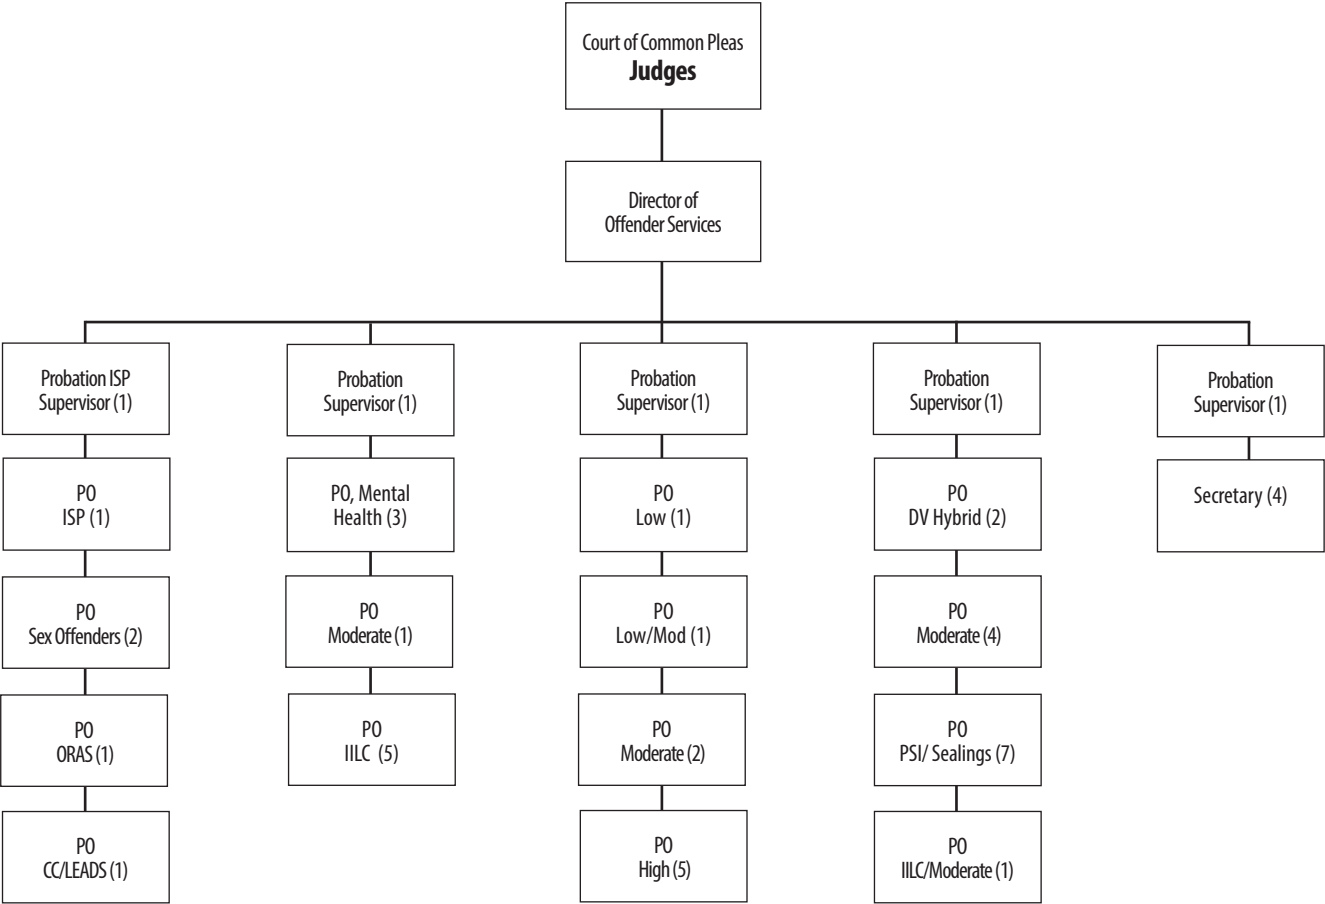 Court of Common Pleas
Judges
Director of
Offender Services
Probation ISP
Supervisor (1)
PO
ISP (1)
PO
Sex Offenders (2)
PO
ORAS (1)
PO
CC/LEADS (1)
Probation
Supervisor (1)
PO, Mental
Health (3)
PO
Moderate (1)
PO
IILC (5)
Probation
Supervisor (1)
PO
Low (1)
PO
Low/Mod (1)
PO
Moderate (2)
PO
High (5)
Probation
Supervisor (1)
PO
DV Hybrid (2)
PO
Moderate (4)
PO
PSI/ Sealings (7)
PO
IILC/Moderate (1)
Probation
Supervisor (1)
Secretary (4)